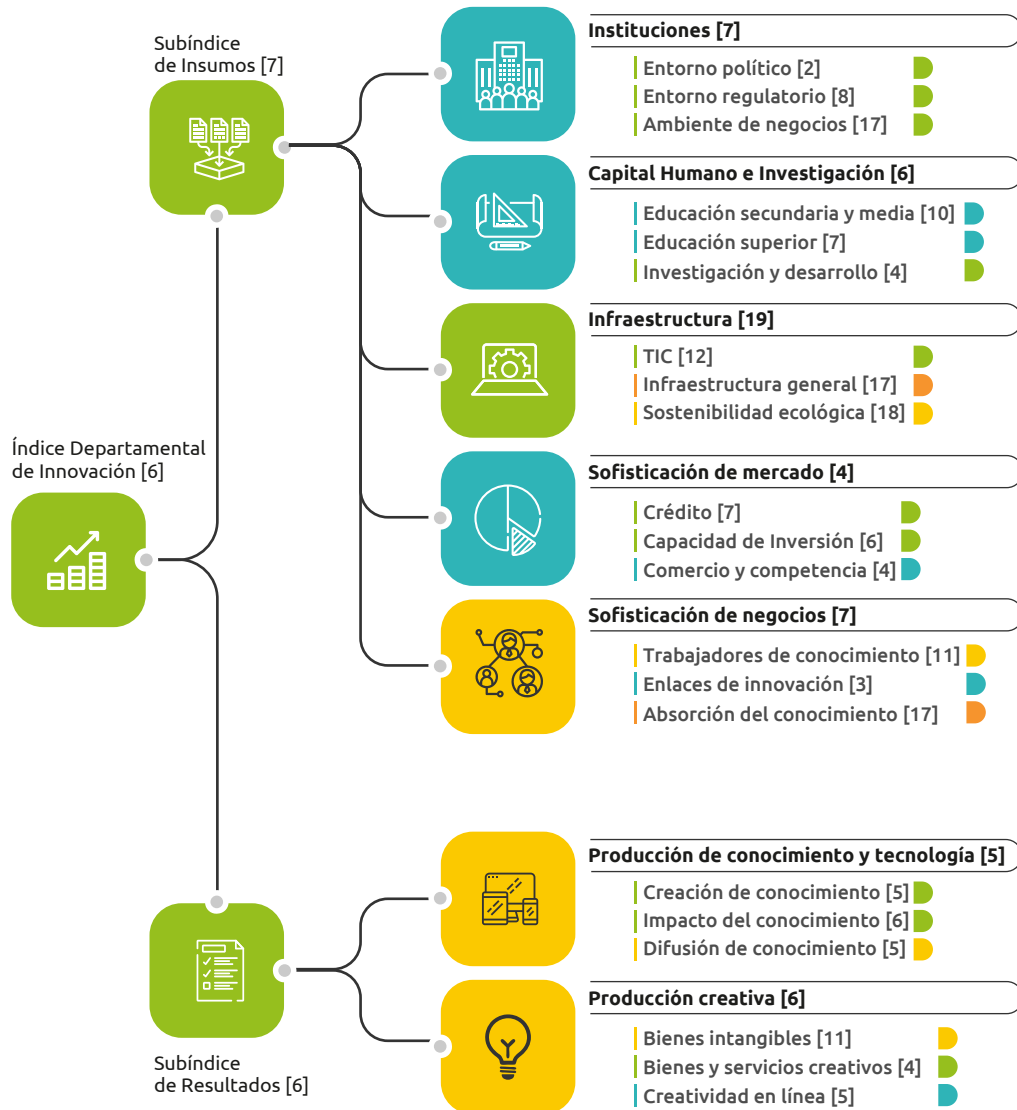 Subíndice
de Insumos [7]
Índice Departamental
de Innovación [6]
Subíndice
de Resultados [6]
Instituciones [7]
Entorno político [2]
Entorno regulatorio [8]
Ambiente de negocios [17]
Capital Humano e Investigación [6]
Educación secundaria y media [10]
Educación superior [7]
Investigación y desarrollo [4]
Infraestructura [19]
TIC [12]
Infraestructura general [17]
Sostenibilidad ecológica [18]
Sofisticación de mercado [4]
Crédito [7]
Capacidad de Inversión [6]
Comercio y competencia [4]
Sofisticación de negocios [7]
Trabajadores de conocimiento [11]
Enlaces de innovación [3]
Absorción del conocimiento [17]
Producción de conocimiento y tecnología [5]
Creación de conocimiento [5]
Impacto del conocimiento [6]
Difusión de conocimiento [5]
Producción creativa [6]
Bienes intangibles [11]
Bienes y servicios creativos [4]
Creatividad en línea [5]